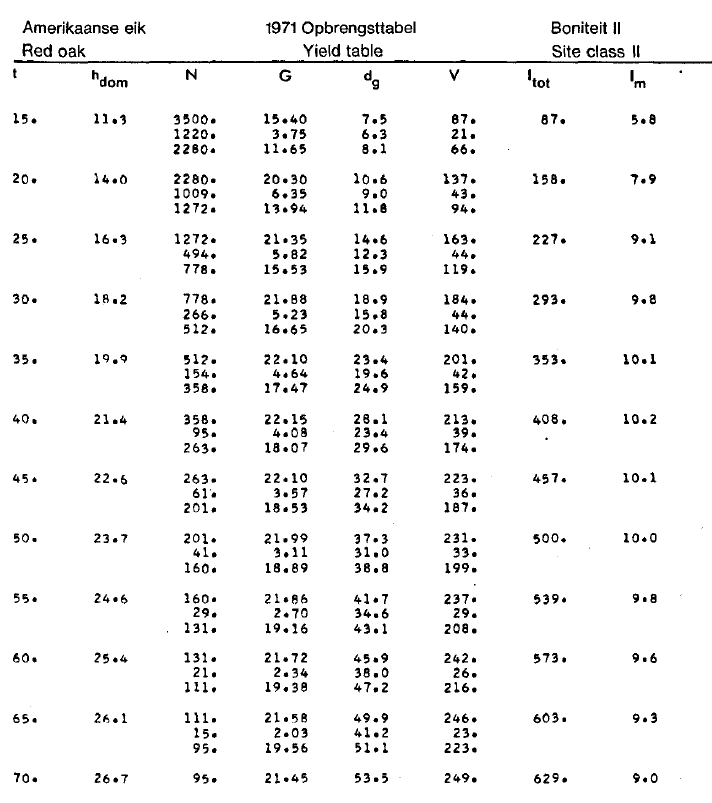 Amerikaanse eik 1971 Opbrengsttabel Boniteit II
Red oak Yield table Site class II
t hdom N G dg V Itot Im
15. 11.3 3500. 15.40 7.5 87. 87. 5.8
1220. 3.75 6.3 21.
2280. 11.65 8.1 66.
20. 14.0 2280. 20.30 10.6 137. 158. 7.9
1009. 6.35 9.0 43.
1272. 13.94 11.8 94.
25. 16.3 1272. 21.35 14.6 163. 227. 9.1
494. 5.82 12.3 44.
778. 15.53 15.9 119.
30. 18.2 778. 21.88 18.9 184. 293. 9.8
266. 5.23 15.8 44.
512. 16.65 20.3 140.
35. 19.9 512. 22.10 23.4 201. 353. 10.1
154. 4.64 19.6 42.
358. 17.47 24.9 159.
40. 21.4 358. 22.15 28.1 213. 408. 10.2
95. 4.08 23.4 39.
263. 18.07 29.6 174.
45. 22.6 263. 22.10 32.7 223. 457. 10.1
61. 3.57 27.2 36.
201. 18.53 34.2 187.
50. 23.7 201. 21.99 37.3 231. 500. 10.0
41. 3.11 31.0 33.
160. 18.89 38.8 199.
55. 24.6 160. 21.86 41.7 237. 539. 9.8
29. 2.70 34.6 29.
131. 19.16 43.1 208.
60. 25.4 131. 21.72 45.9 242. 573. 9.6
21. 2.34 38.0 26.
111. 19.38 47.2 216.
65. 26.1 111. 21.58 49.9 246. 603. 9.3
15. 2.03 41.2 23.
95. 19.56 51.1 223.
70. 26.7 95. 21.45 53.5 249. 629. 9.0